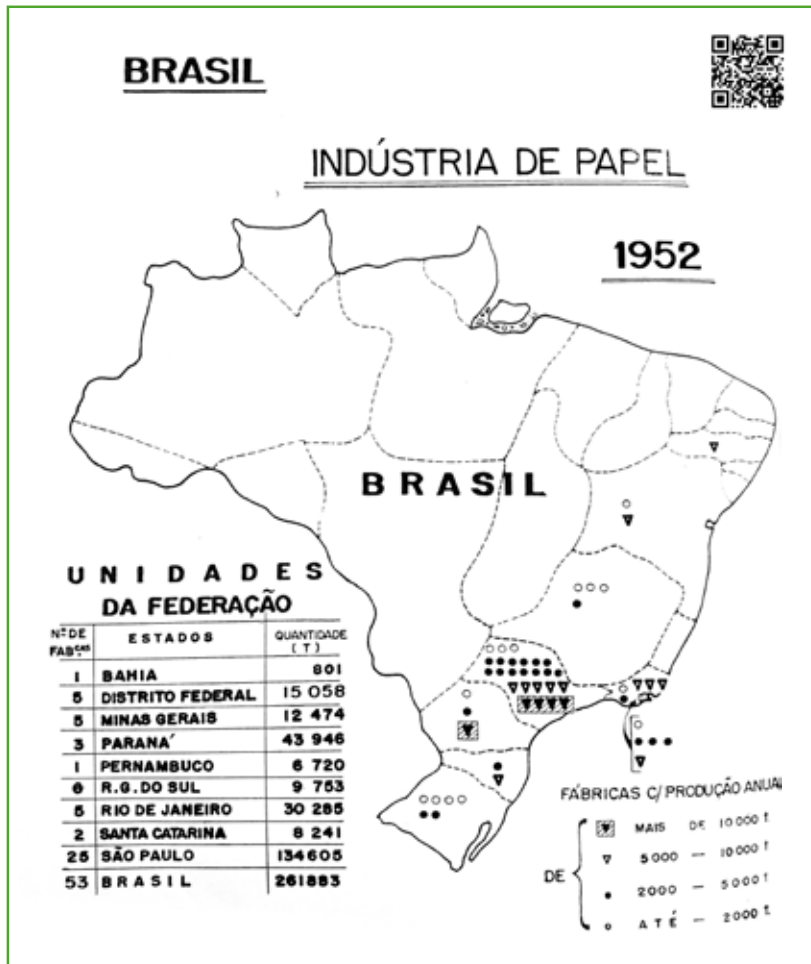 BRASIL
INDÚSTRIA DE PAPEL
1952
BRASIL
UNIDADES
DA FEDERAÇÃO
Nº DE FABças ESTADOS QUANTIDADE (T)
1 BAHIA 801
5 DISTRITO FEDERAL 15 058
5 MINAS GERAIS 12 474
3 PARANÁ 43 946
1 PERNAMBUCO 6 720
6 R.G. DO SUL 9 753
5 RIO DE JANEIRO 30 285
2 SANTA CATARINA 8 241
25 SÃO PAULO 134605
53 BRASIL 261883
FÁBRICAS C/ PRODUÇÃO ANUAL
DE
MAIS DE 10 000 t
5 000 — 10 000 t
2000 — 5000 t
ATÉ — 2000 t.